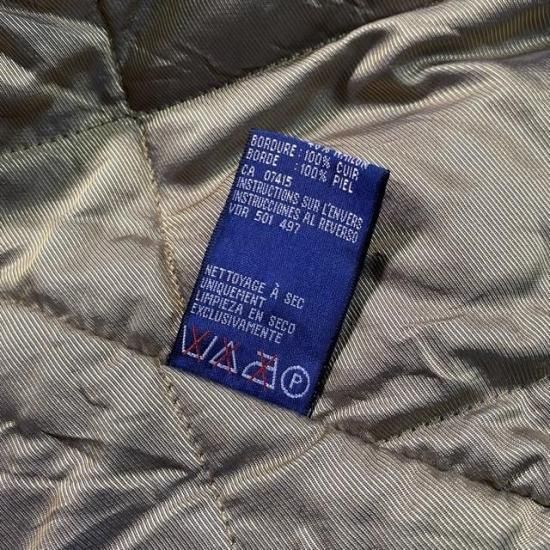 BORDURE : 100% CUIR
BORDE : 100% PIEL
CA 07415
INSTRUCTIONS SUR L'ENVERS
INSTRUCCIONES AL REVERSO
VDR 501 497
NETTOYAGE À SEC
UNIQUEMENT
LIMPIEZA EN SECO
EXCLUSIVAMENTE
P